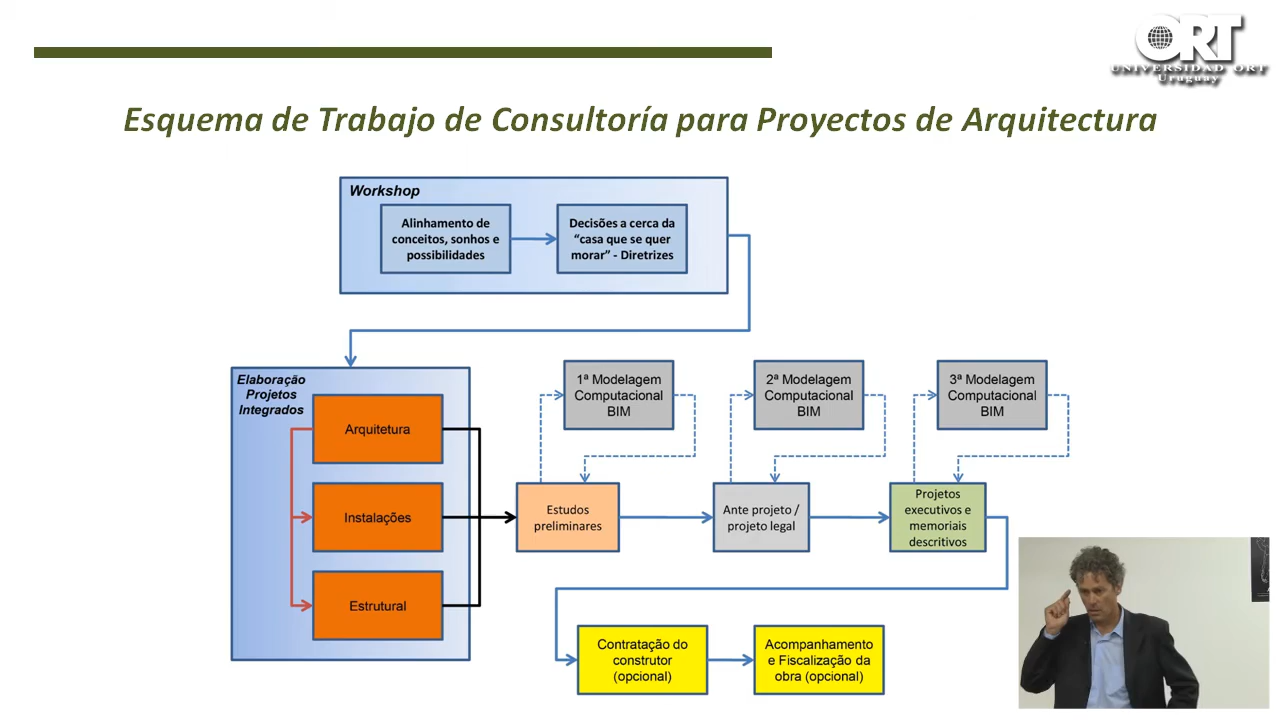 ORT
UNIVERSIDAD ORT
Uruguay
Esquema de Trabajo de Consultoría para Proyectos de Arquitectura
Workshop
Alinhamento de
conceitos, sonhos e
possibilidades
Decisões a cerca da
“casa que se quer
morar” - Diretrizes
Elaboração
Projetos
Integrados
Arquitetura
Instalações
Estrutural
1ª Modelagem
Computacional
BIM
2ª Modelagem
Computacional
BIM
3ª Modelagem
Computacional
BIM
Estudos
preliminares
Ante projeto /
projeto legal
Projetos
executivos e
memoriais
descritivos
Contratação do
construtor
(opcional)
Acompanhamento
e Fiscalização da
obra (opcional)